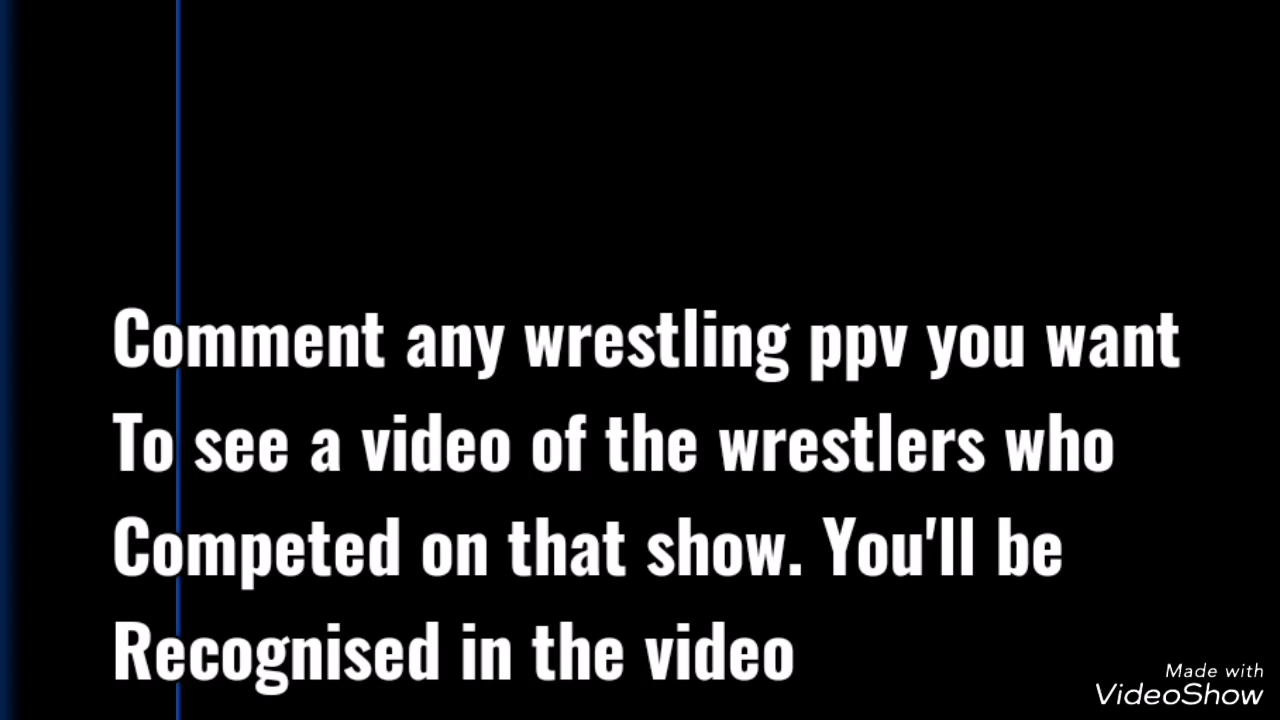 Comment any wrestling ppv you want
To see a video of the wrestlers who
Competed on that show. You'll be
Recognised in the video
Made with
VideoShow